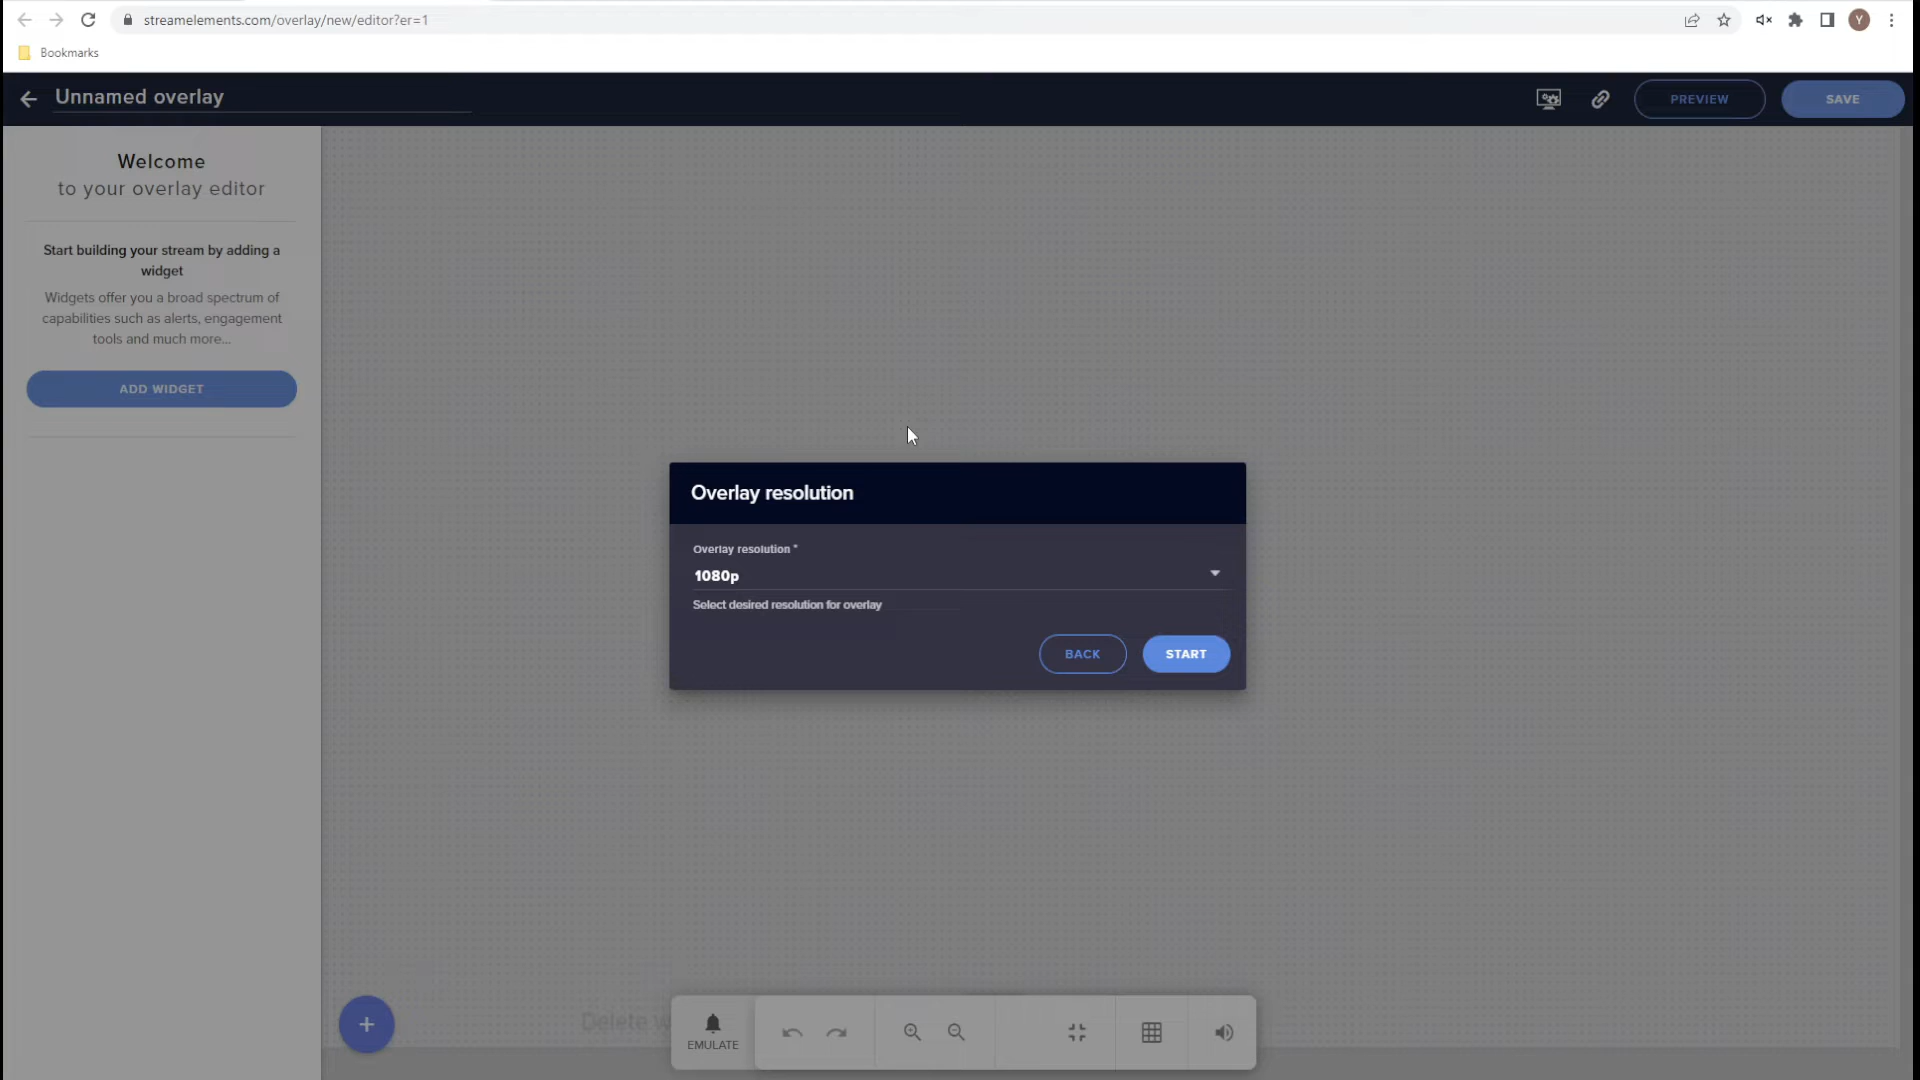 streamelements.com/overlay/new/editor?er=1
Y
Bookmarks
Unnamed overlay
PREVIEW
SAVE
Welcome
to your overlay editor
Start building your stream by adding a
widget
Widgets offer you a broad spectrum of
capabilities such as alerts, engagement
tools and much more...
ADD WIDGET
Overlay resolution
Overlay resolution *
1080p
Select desired resolution for overlay
BACK
START
Delete
EMULATE